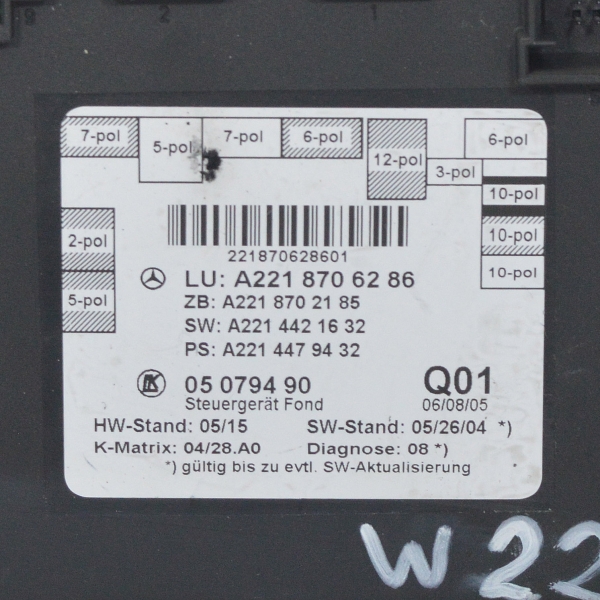 9
1
7-pol
5-pol
7-pol
6-pol
12-pol
3-pol
6-pol
10-pol
2-pol
10-pol
5-pol
10-pol
221870628601
LU: A221 870 62 86
ZB: A221 870 21 85
SW: A221 442 16 32
PS: A221 447 94 32
05 0794 90
Q01
Steuergerät Fond
06/08/05
HW-Stand: 05/15 SW-Stand: 05/26/04 *)
K-Matrix: 04/28.A0 Diagnose: 08 *)
*) gültig bis zu evtl. SW-Aktualisierung
W 22